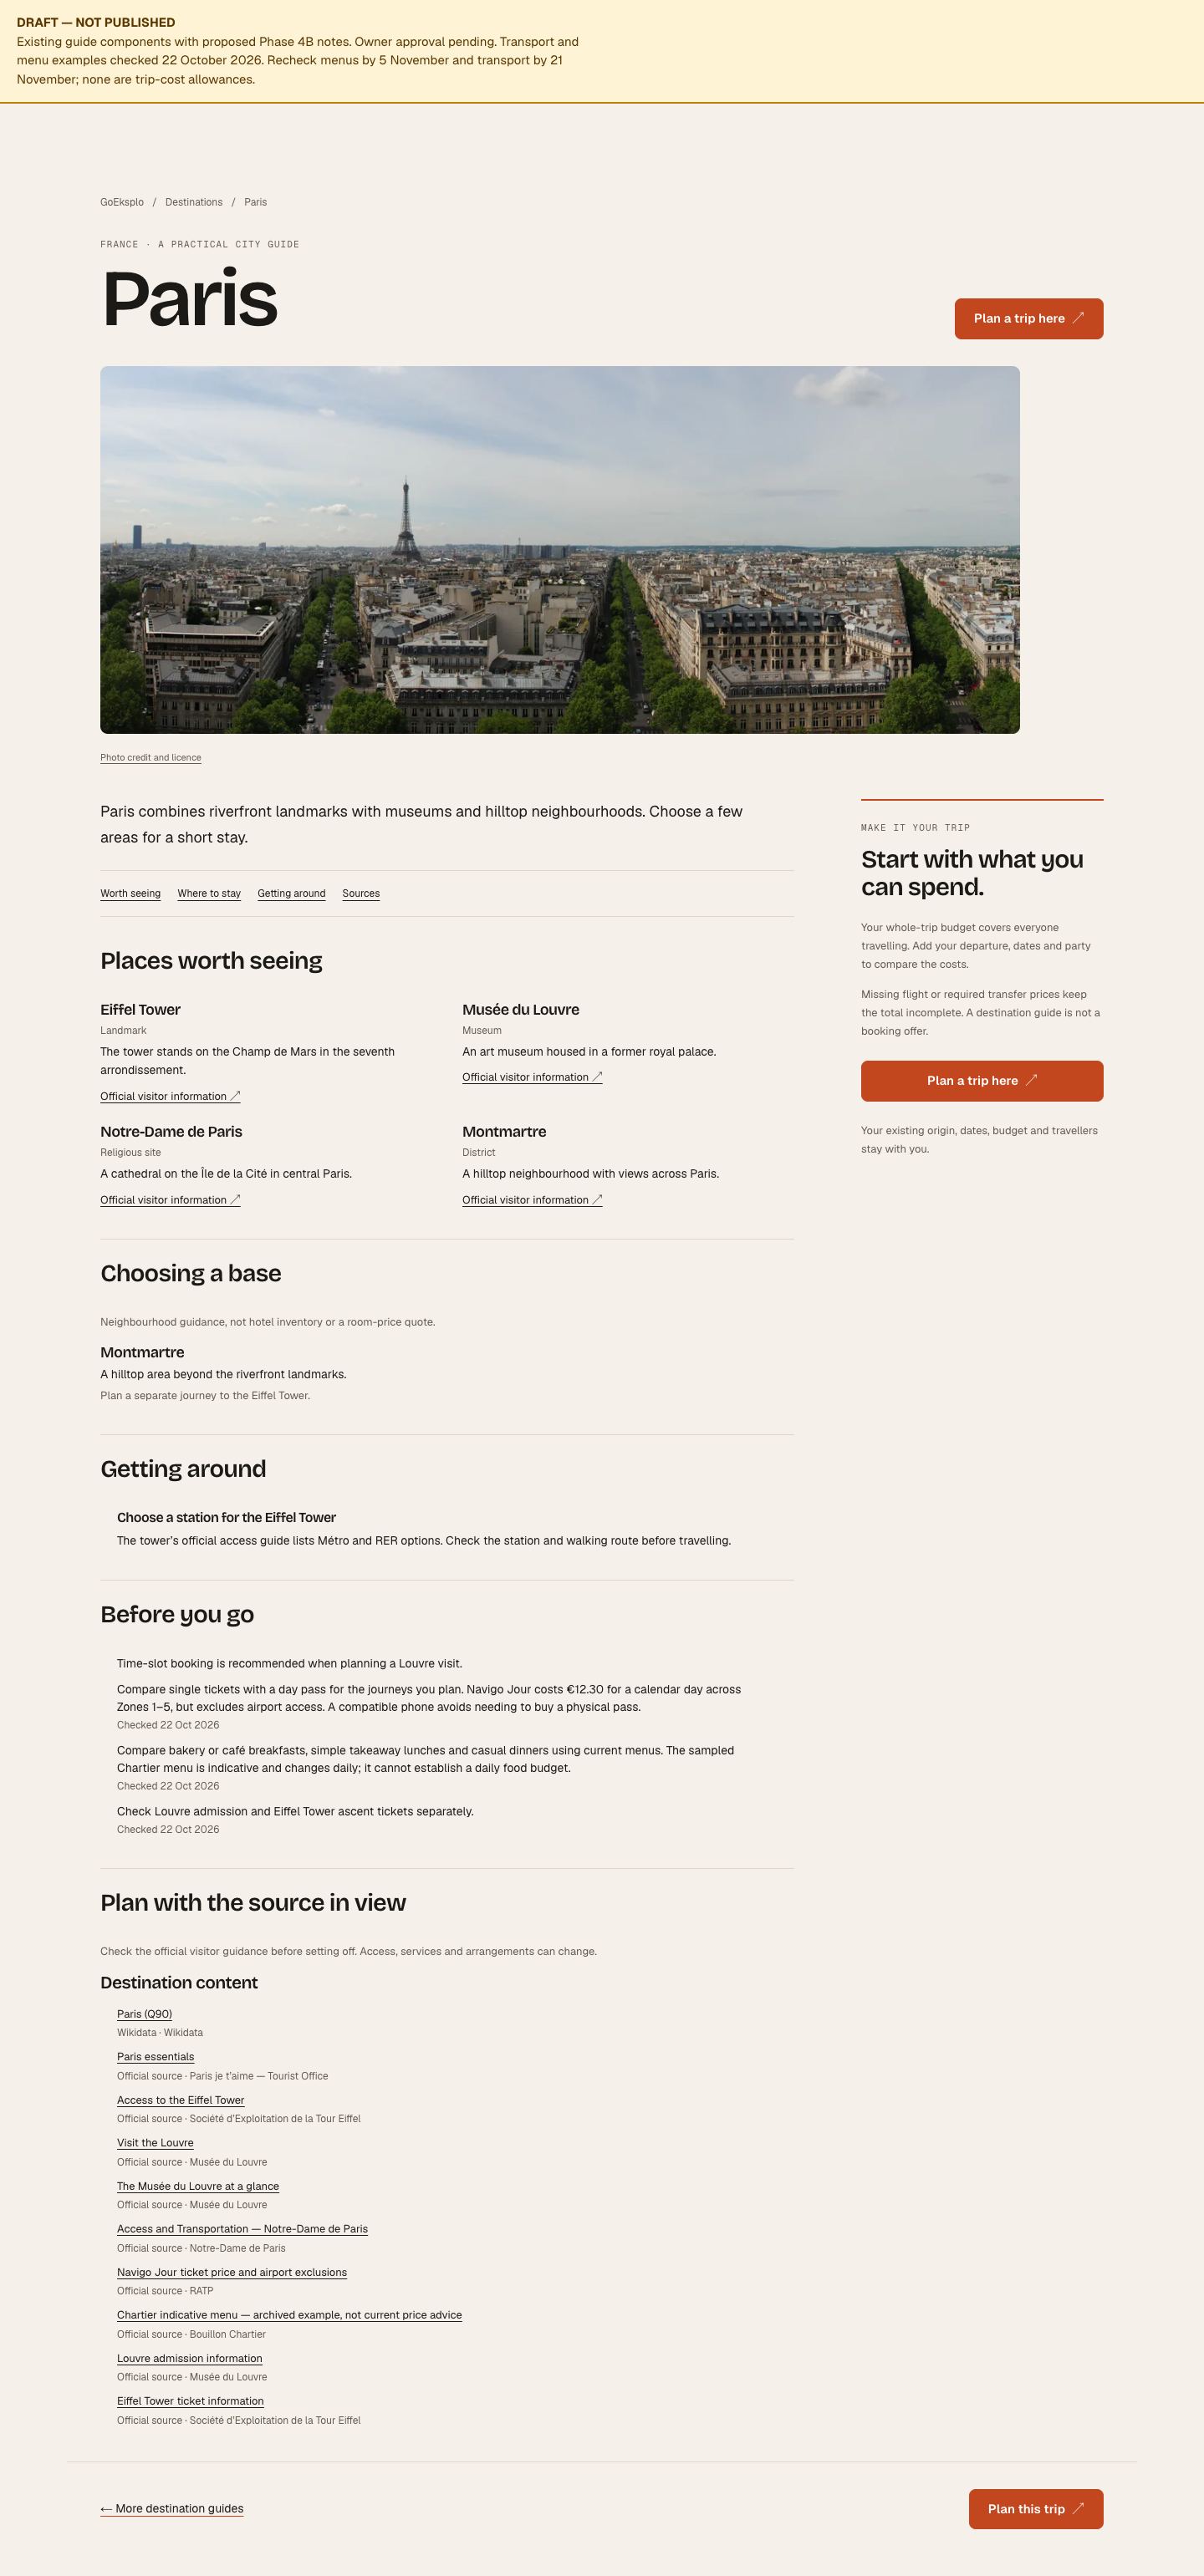 DRAFT — NOT PUBLISHED
Existing guide components with proposed Phase 4B notes. Owner approval pending. Transport and
menu examples checked 22 October 2026. Recheck menus by 5 November and transport by 21
November; none are trip-cost allowances.
GoEksplo / Destinations / Paris
FRANCE · A PRACTICAL CITY GUIDE
Paris
Plan a trip here ↗
Photo credit and licence
Paris combines riverfront landmarks with museums and hilltop neighbourhoods. Choose a few
areas for a short stay.
Worth seeing Where to stay Getting around Sources
Places worth seeing
Eiffel Tower
Landmark
The tower stands on the Champ de Mars in the seventh
arrondissement.
Official visitor information ↗
Musée du Louvre
Museum
An art museum housed in a former royal palace.
Official visitor information ↗
Notre-Dame de Paris
Religious site
A cathedral on the Île de la Cité in central Paris.
Official visitor information ↗
Montmartre
District
A hilltop neighbourhood with views across Paris.
Official visitor information ↗
Choosing a base
Neighbourhood guidance, not hotel inventory or a room-price quote.
Montmartre
A hilltop area beyond the riverfront landmarks.
Plan a separate journey to the Eiffel Tower.
Getting around
Choose a station for the Eiffel Tower
The tower's official access guide lists Métro and RER options. Check the station and walking route before travelling.
Before you go
Time-slot booking is recommended when planning a Louvre visit.
Compare single tickets with a day pass for the journeys you plan. Navigo Jour costs €12.30 for a calendar day across
Zones 1–5, but excludes airport access. A compatible phone avoids needing to buy a physical pass.
Checked 22 Oct 2026
Compare bakery or café breakfasts, simple takeaway lunches and casual dinners using current menus. The sampled
Chartier menu is indicative and changes daily; it cannot establish a daily food budget.
Checked 22 Oct 2026
Check Louvre admission and Eiffel Tower ascent tickets separately.
Checked 22 Oct 2026
Plan with the source in view
Check the official visitor guidance before setting off. Access, services and arrangements can change.
Destination content
Paris (Q90)
Wikidata · Wikidata
Paris essentials
Official source · Paris je t'aime — Tourist Office
Access to the Eiffel Tower
Official source · Société d'Exploitation de la Tour Eiffel
Visit the Louvre
Official source · Musée du Louvre
The Musée du Louvre at a glance
Official source · Musée du Louvre
Access and Transportation — Notre-Dame de Paris
Official source · Notre-Dame de Paris
Navigo Jour ticket price and airport exclusions
Official source · RATP
Chartier indicative menu — archived example, not current price advice
Official source · Bouillon Chartier
Louvre admission information
Official source · Musée du Louvre
Eiffel Tower ticket information
Official source · Société d'Exploitation de la Tour Eiffel
MAKE IT YOUR TRIP
Start with what you
can spend.
Your whole-trip budget covers everyone
travelling. Add your departure, dates and party
to compare the costs.
Missing flight or required transfer prices keep
the total incomplete. A destination guide is not a
booking offer.
Plan a trip here ↗
Your existing origin, dates, budget and travellers
stay with you.
← More destination guides
Plan this trip ↗